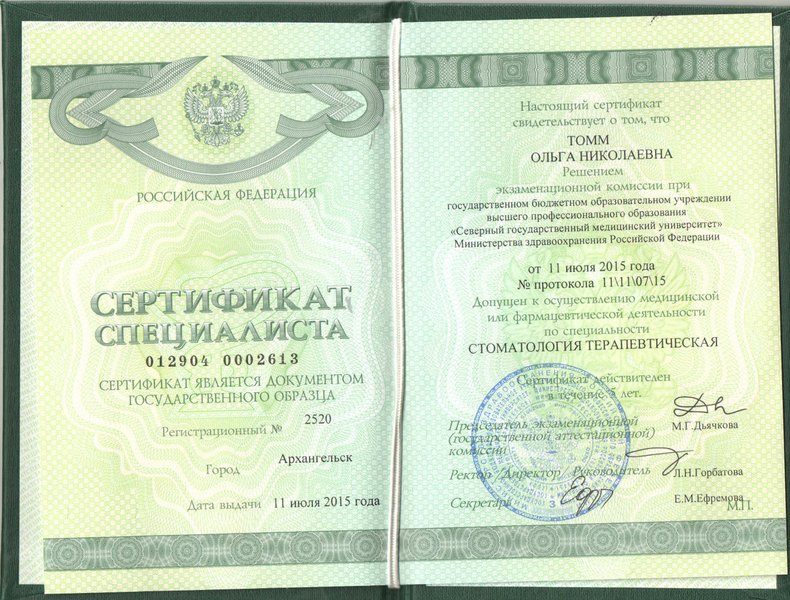 РОССИЙСКАЯ ФЕДЕРАЦИЯ
СЕРТИФИКАТ
СПЕЦИАЛИСТА
012904 0002613
СЕРТИФИКАТ ЯВЛЯЕТСЯ ДОКУМЕНТОМ
ГОСУДАРСТВЕННОГО ОБРАЗЦА
Регистрационный № 2520
Город Архангельск
Дата выдачи 11 июля 2015 года
Настоящий сертификат
свидетельствует о том, что
ТОММ
ОЛЬГА НИКОЛАЕВНА
Решением
экзаменационной комиссии при
государственном бюджетном образовательном учреждении
высшего профессионального образования
«Северный государственный медицинский университет»
Министерства здравоохранения Российской Федерации
от 11 июля 2015 года
№ протокола 11\11\07\15
Допущен к осуществлению медицинской
или фармацевтической деятельности
по специальности
СТОМАТОЛОГИЯ ТЕРАПЕВТИЧЕСКАЯ
Сертификат действителен
в течение 5 лет.
Председатель экзаменационной
(государственной аттестационной)
комиссии
М.Г.Дьячкова
Ректор /Директор /Руководитель
Л.Н.Горбатова
Секретарь
Е.М.Ефремова
М.П.